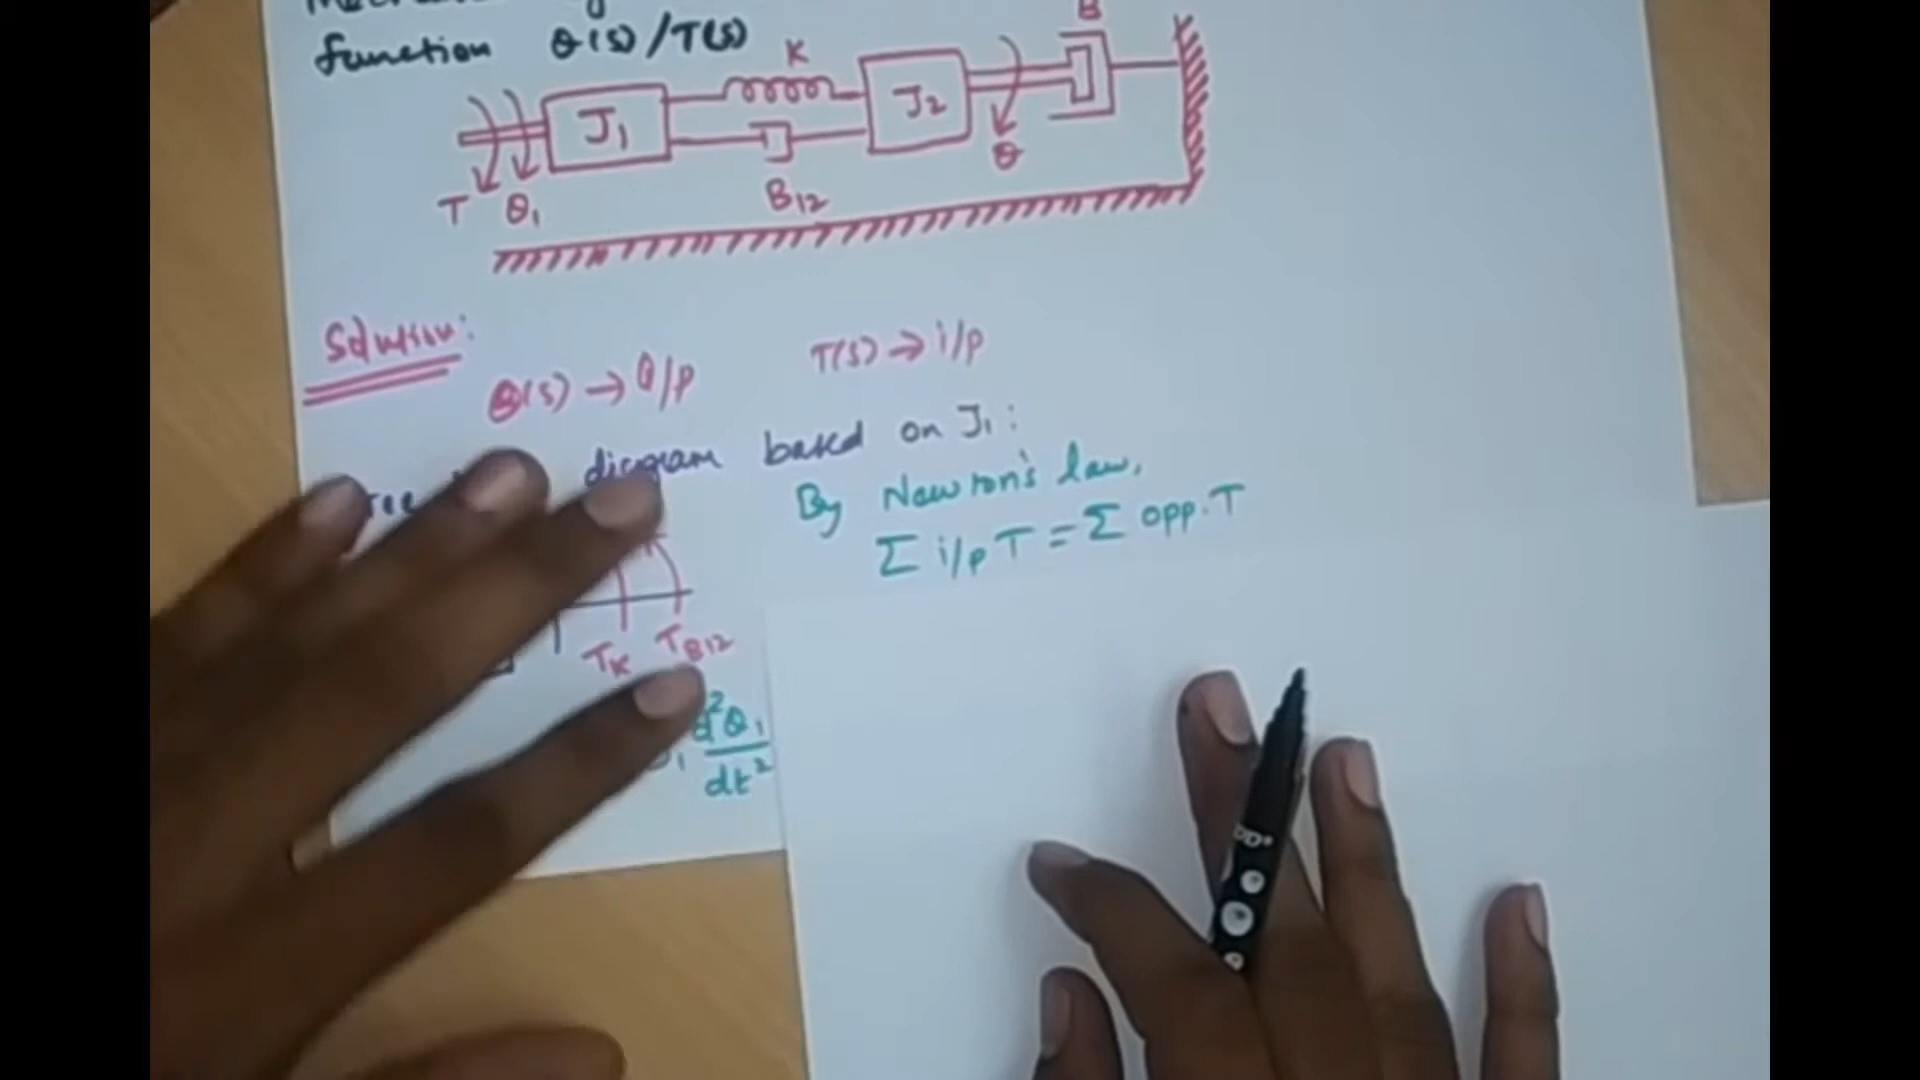 function θ(s)/T(s)
K
B
J1
J2
T θ1
B12
θ
Solution:
θ(s) → O/p T(s) → i/p
diagram based on J1:
By Newton's law,
Σ i/p T = Σ opp. T
TK TB12
d²θ1
dt²